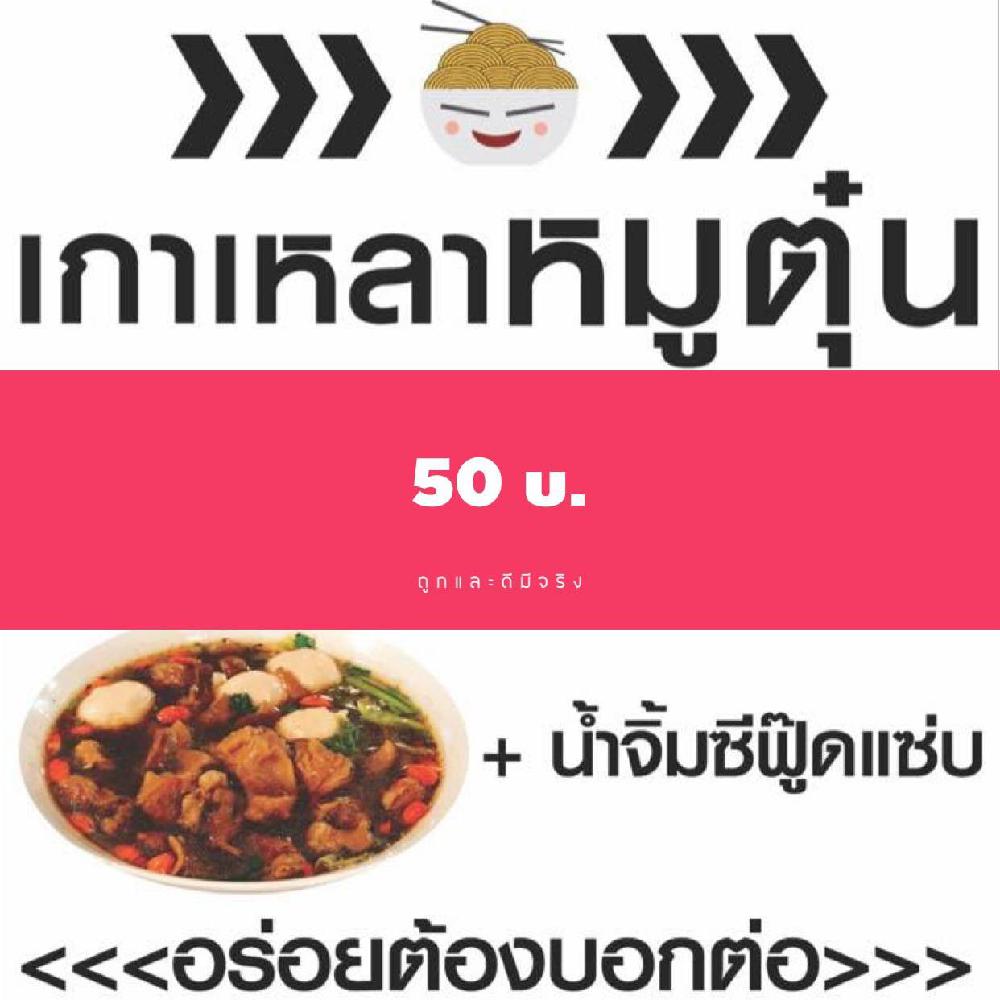 เกาเหลาหมูตุ๋น
50 บ.
ถูกและดีมีจริง
+ น้ำจิ้มซีฟู๊ดแซ่บ
<<<อร่อยต้องบอกต่อ>>>